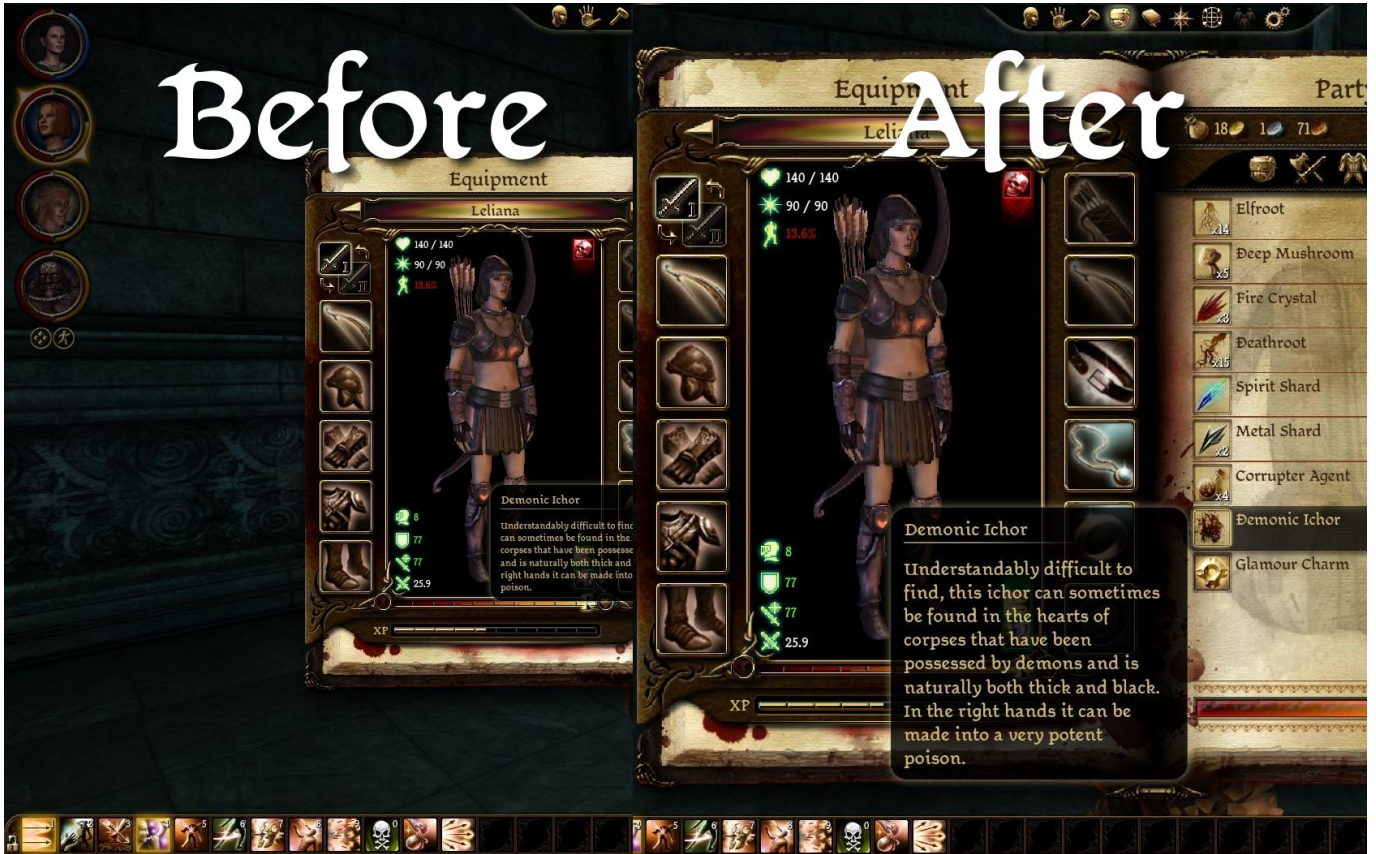 Before
Equipment
Leliana
140 / 140
90 / 90
13.6%
I
II
8
77
77
25.9
Demonic Ichor
Understandably difficult to find
can sometimes be found in the
corpses that have been possesse
and is naturally both thick and
right hands it can be made into
poison.
XP
After
Equipment
Party
Leliana
18 1 71
140 / 140
90 / 90
13.6%
I
II
8
77
77
25.9
XP
Elfroot
x14
Deep Mushroom
x5
Fire Crystal
x3
Deathroot
x15
Spirit Shard
Metal Shard
x2
Corrupter Agent
x4
Demonic Ichor
Glamour Charm
Demonic Ichor
Understandably difficult to
find, this ichor can sometimes
be found in the hearts of
corpses that have been
possessed by demons and is
naturally both thick and black.
In the right hands it can be
made into a very potent
poison.